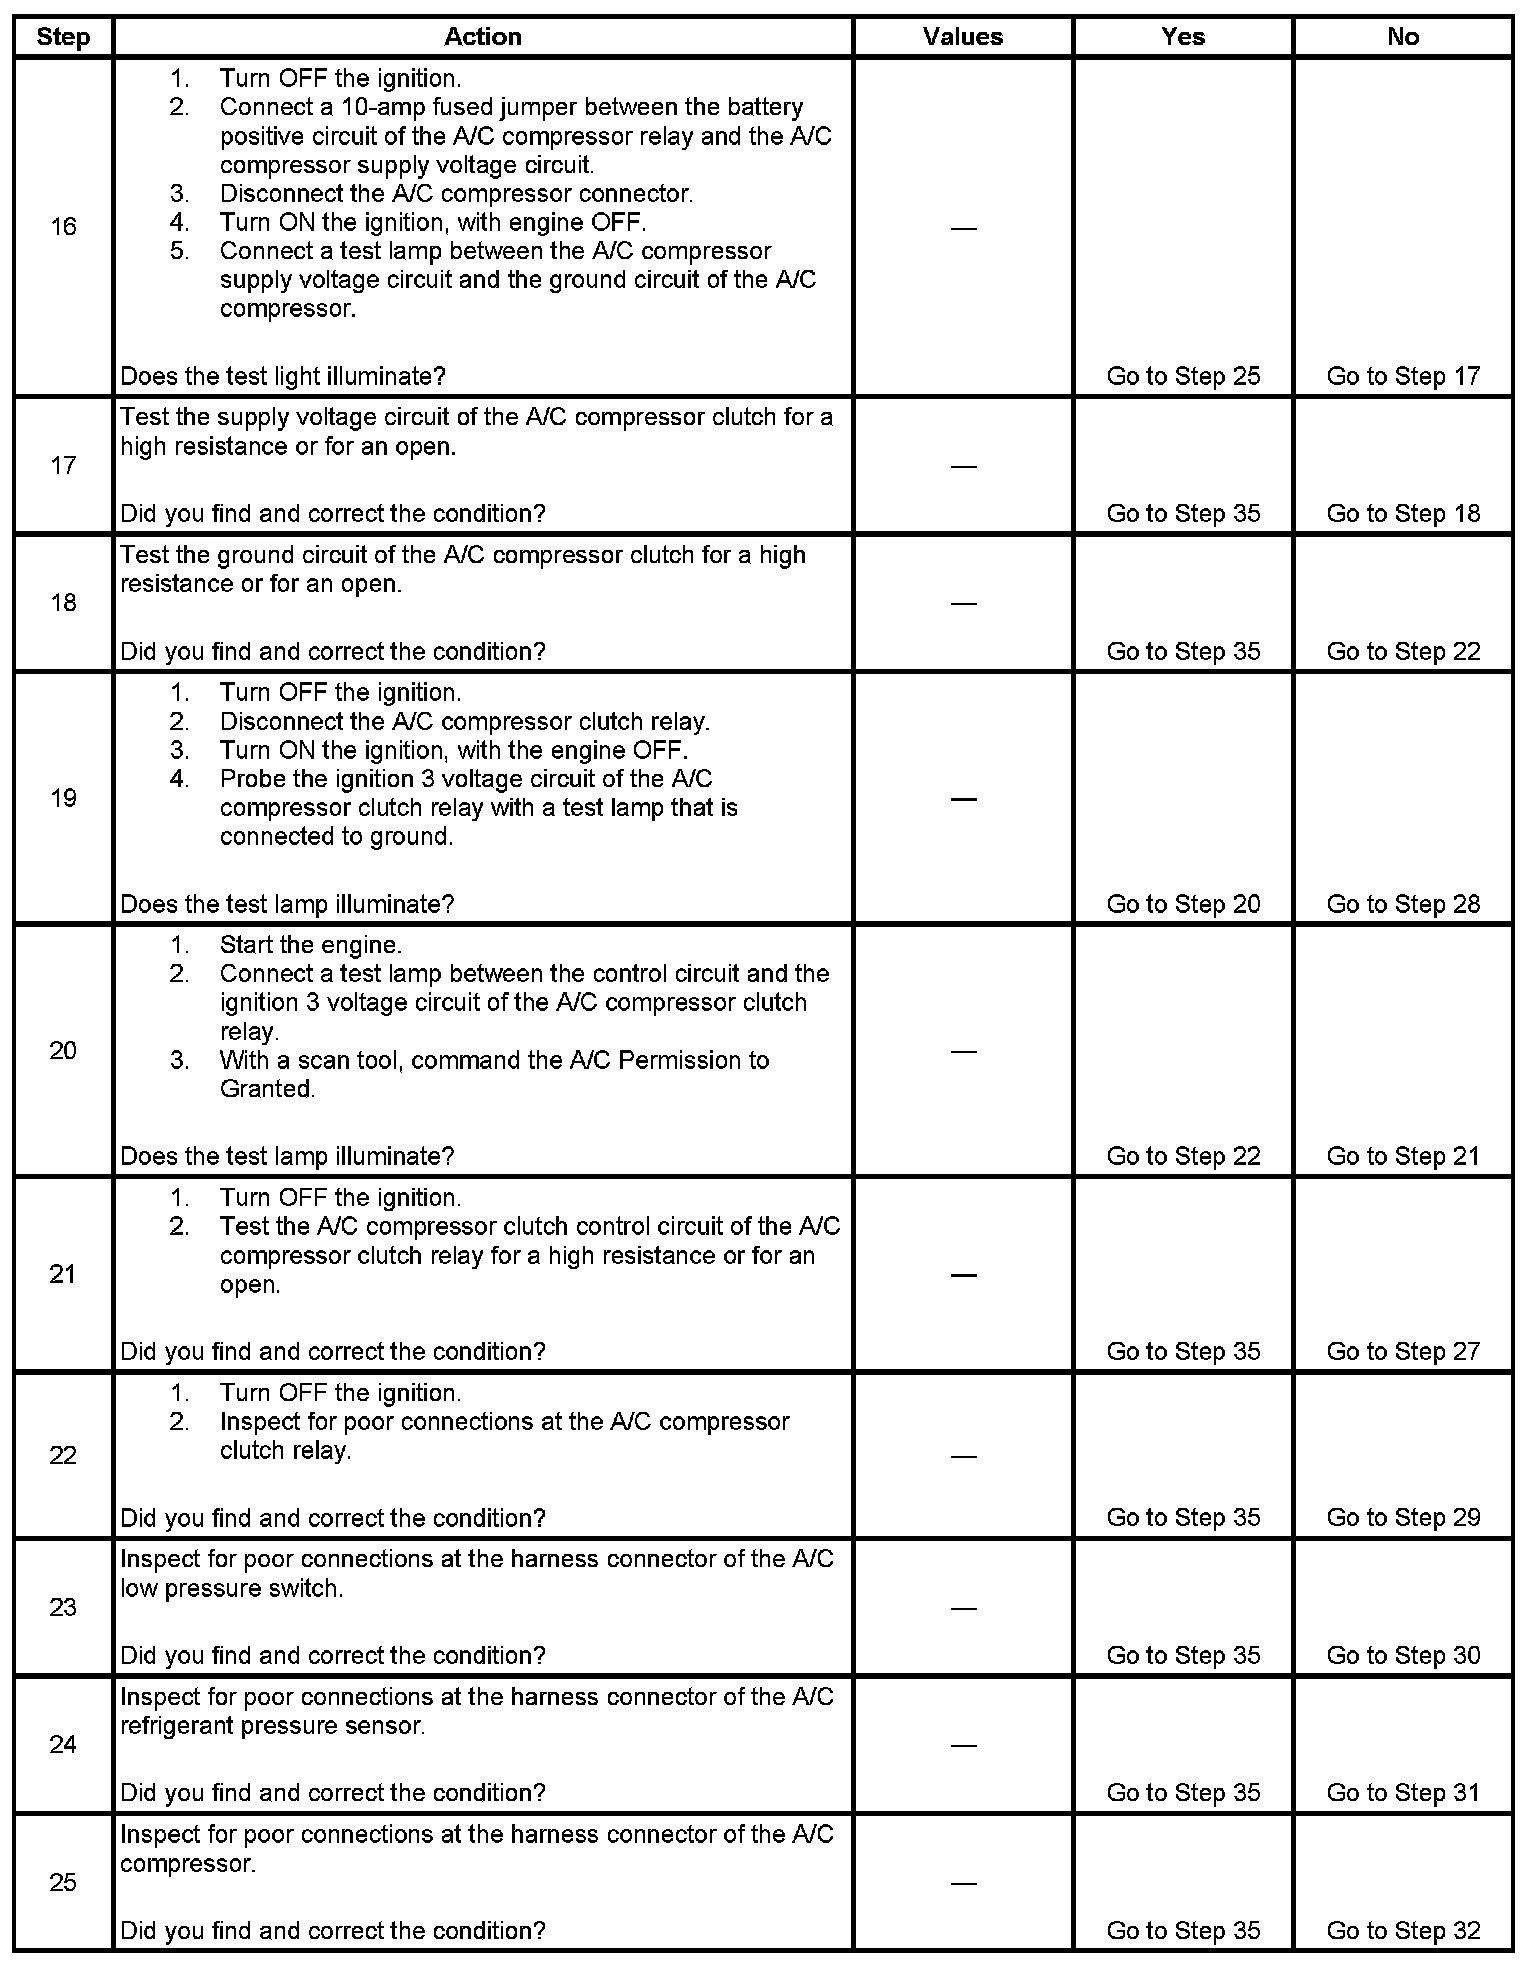 Step Action Values Yes No
1. Turn OFF the ignition.
2. Connect a 10-amp fused jumper between the battery
positive circuit of the A/C compressor relay and the A/C
compressor supply voltage circuit.
3. Disconnect the A/C compressor connector.
4. Turn ON the ignition, with engine OFF.
16 —
5. Connect a test lamp between the A/C compressor
supply voltage circuit and the ground circuit of the A/C
compressor.
Does the test light illuminate? Go to Step 25 Go to Step 17
Test the supply voltage circuit of the A/C compressor clutch for a
high resistance or for an open.
17 —
Did you find and correct the condition? Go to Step 35 Go to Step 18
Test the ground circuit of the A/C compressor clutch for a high
resistance or for an open.
18 —
Did you find and correct the condition? Go to Step 35 Go to Step 22
1. Turn OFF the ignition.
2. Disconnect the A/C compressor clutch relay.
3. Turn ON the ignition, with the engine OFF.
4. Probe the ignition 3 voltage circuit of the A/C
19 —
compressor clutch relay with a test lamp that is
connected to ground.
Does the test lamp illuminate? Go to Step 20 Go to Step 28
1. Start the engine.
2. Connect a test lamp between the control circuit and the
ignition 3 voltage circuit of the A/C compressor clutch
relay.
20 —
3. With a scan tool, command the A/C Permission to
Granted.
Does the test lamp illuminate? Go to Step 22 Go to Step 21
1. Turn OFF the ignition.
2. Test the A/C compressor clutch control circuit of the A/C
compressor clutch relay for a high resistance or for an
21 —
open.
Did you find and correct the condition? Go to Step 35 Go to Step 27
1. Turn OFF the ignition.
2. Inspect for poor connections at the A/C compressor
clutch relay.
22 —
Did you find and correct the condition? Go to Step 35 Go to Step 29
Inspect for poor connections at the harness connector of the A/C
low pressure switch.
23 —
Did you find and correct the condition? Go to Step 35 Go to Step 30
Inspect for poor connections at the harness connector of the A/C
refrigerant pressure sensor.
24 —
Did you find and correct the condition? Go to Step 35 Go to Step 31
Inspect for poor connections at the harness connector of the A/C
compressor.
25 —
Did you find and correct the condition? Go to Step 35 Go to Step 32